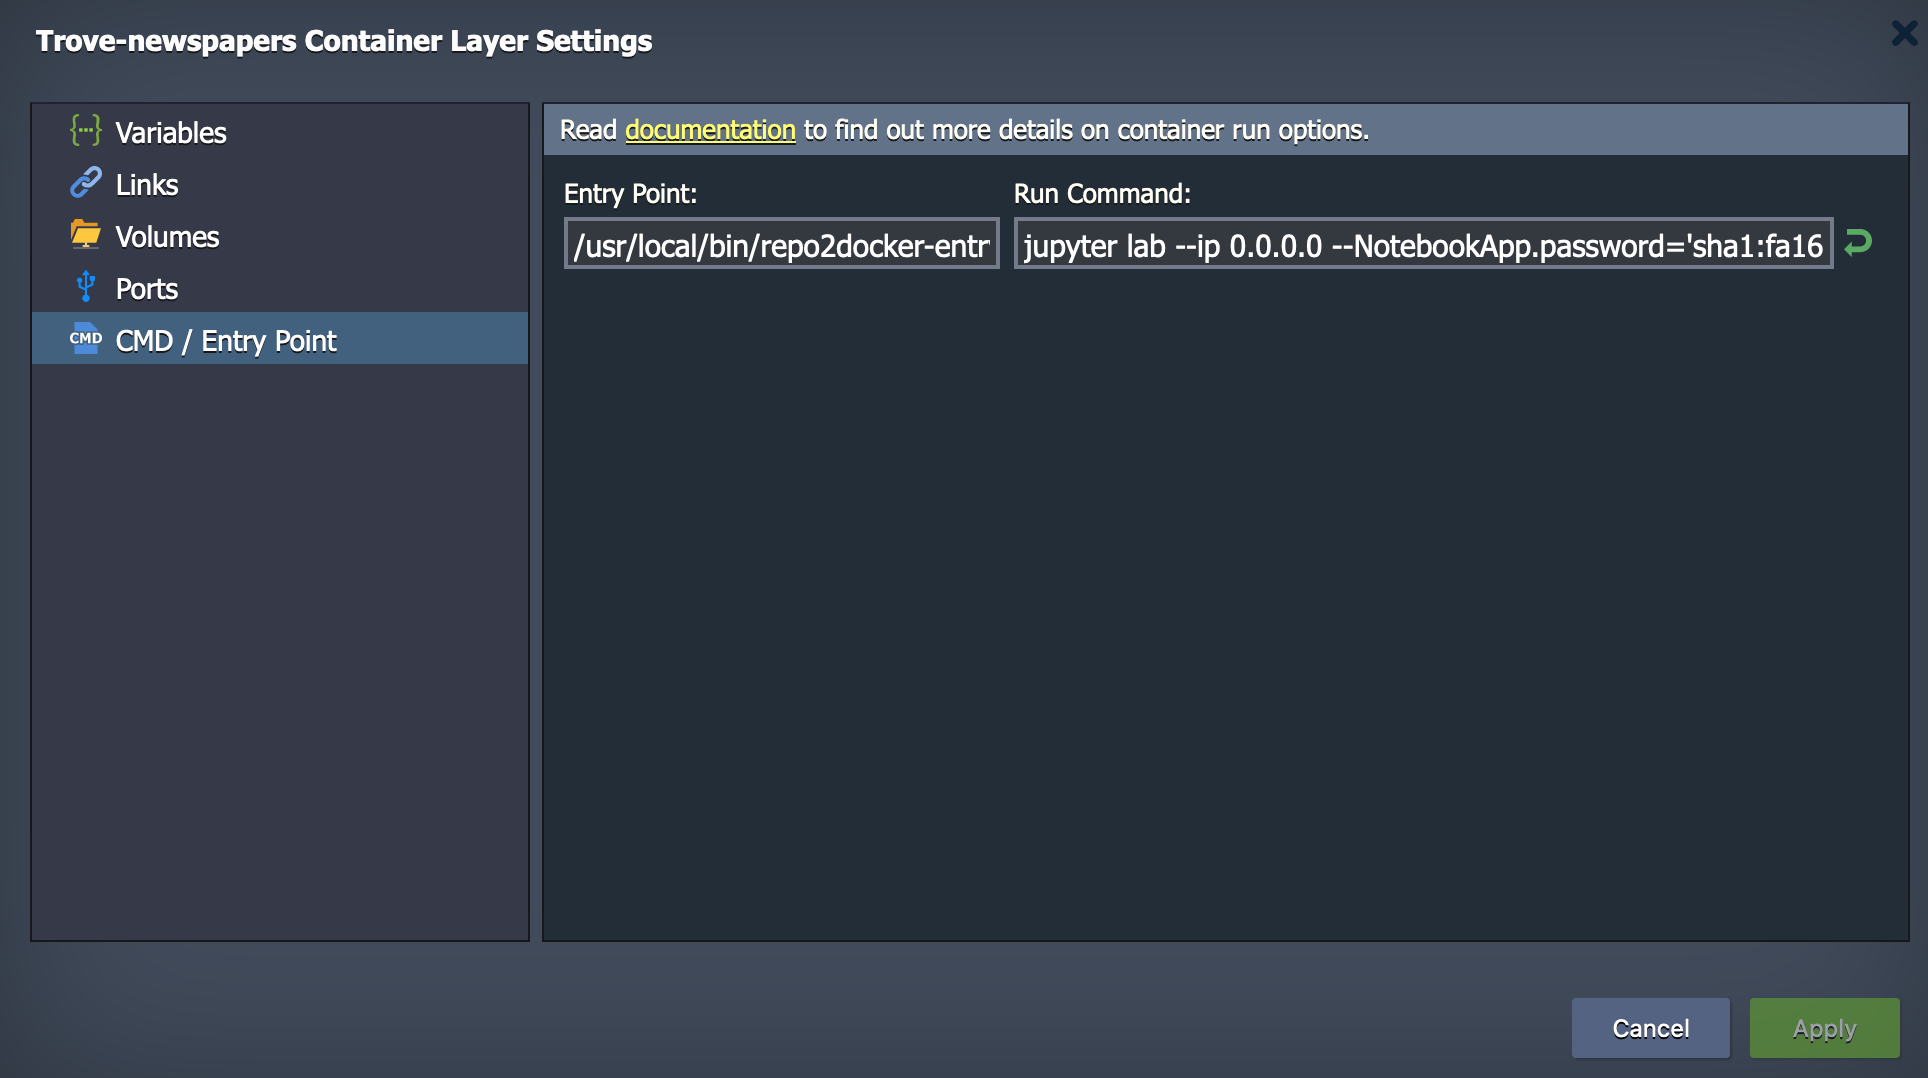 Trove-newspapers Container Layer Settings
Variables
Links
Volumes
Ports
CMD CMD / Entry Point
Read documentation to find out more details on container run options.
Entry Point:
Run Command:
/usr/local/bin/repo2docker-entr
jupyter lab --ip 0.0.0.0 --NotebookApp.password='sha1:fa16
Cancel
Apply